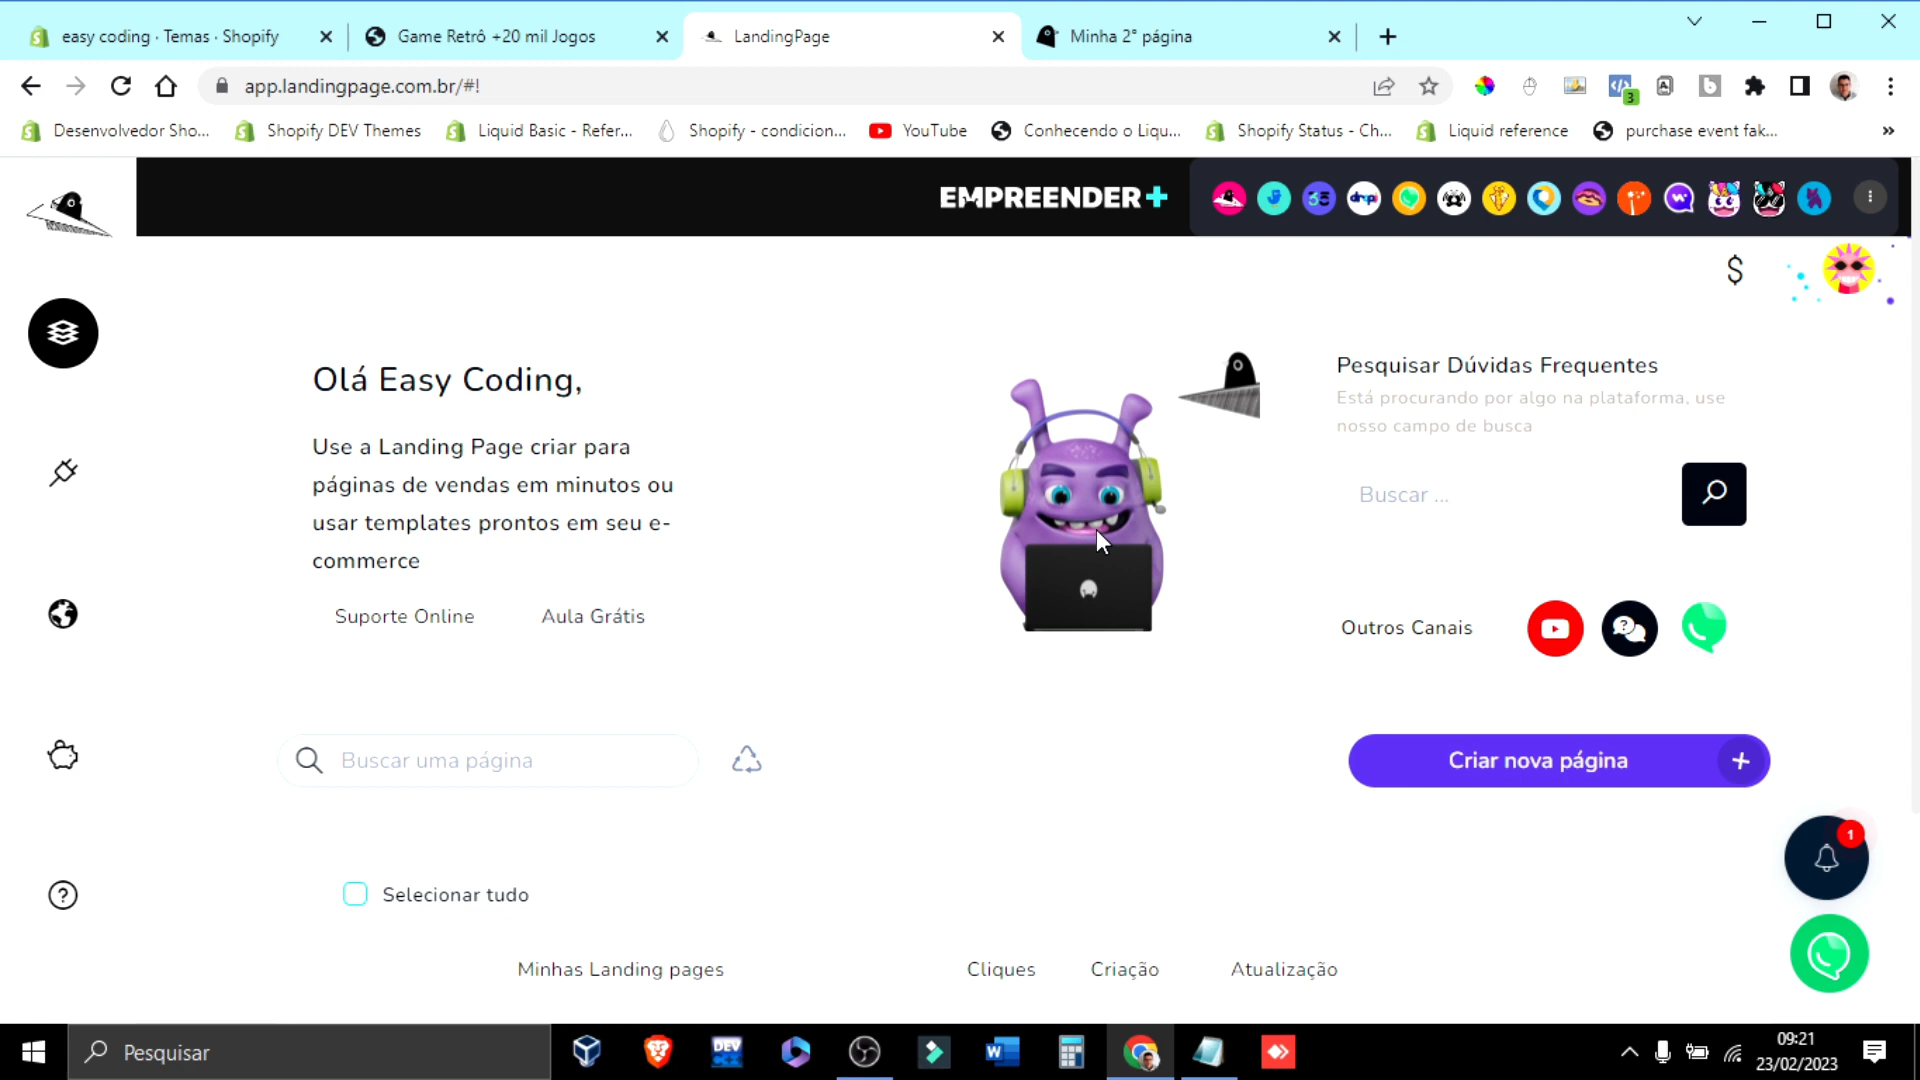 easy coding · Temas · Shopify
Game Retrô +20 mil Jogos
LandingPage
Minha 2ª página
app.landingpage.com.br/#!
3
Desenvolvedor Sho...
Shopify DEV Themes
Liquid Basic - Refer...
Shopify - condicion...
YouTube
Conhecendo o Liqu...
Shopify Status - Ch...
Liquid reference
purchase event fak...
EMPREENDER+
Olá Easy Coding,
Use a Landing Page criar para
páginas de vendas em minutos ou
usar templates prontos em seu e-
commerce
Suporte Online
Aula Grátis
Pesquisar Dúvidas Frequentes
Está procurando por algo na plataforma, use
nosso campo de busca
Buscar ...
Outros Canais
Buscar uma página
Criar nova página
1
Selecionar tudo
Minhas Landing pages
Cliques
Criação
Atualização
Pesquisar
DEV
C++
09:21
23/02/2023